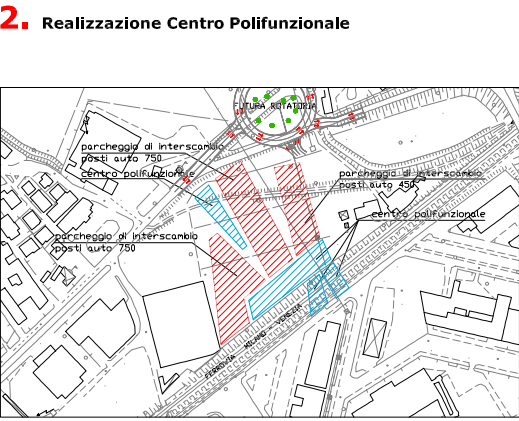 2. Realizzazione Centro Polifunzionale
FUTURA ROTATORIA
parcheggio di interscambio
posti auto 750
centro polifunzionale
parcheggio di interscambio
posti auto 450
centro polifunzionale
parcheggio di interscambio
posti auto 750
FERROVIA MILANO - VENEZIA